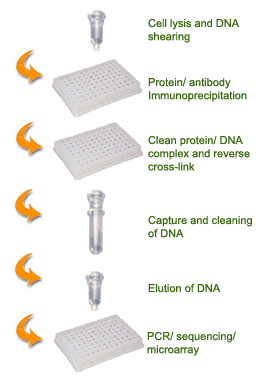 Cell lysis and DNA
shearing
Protein/ antibody
Immunoprecipitation
Clean protein/ DNA
complex and reverse
cross-link
Capture and cleaning
of DNA
Elution of DNA
PCR/ sequencing/
microarray